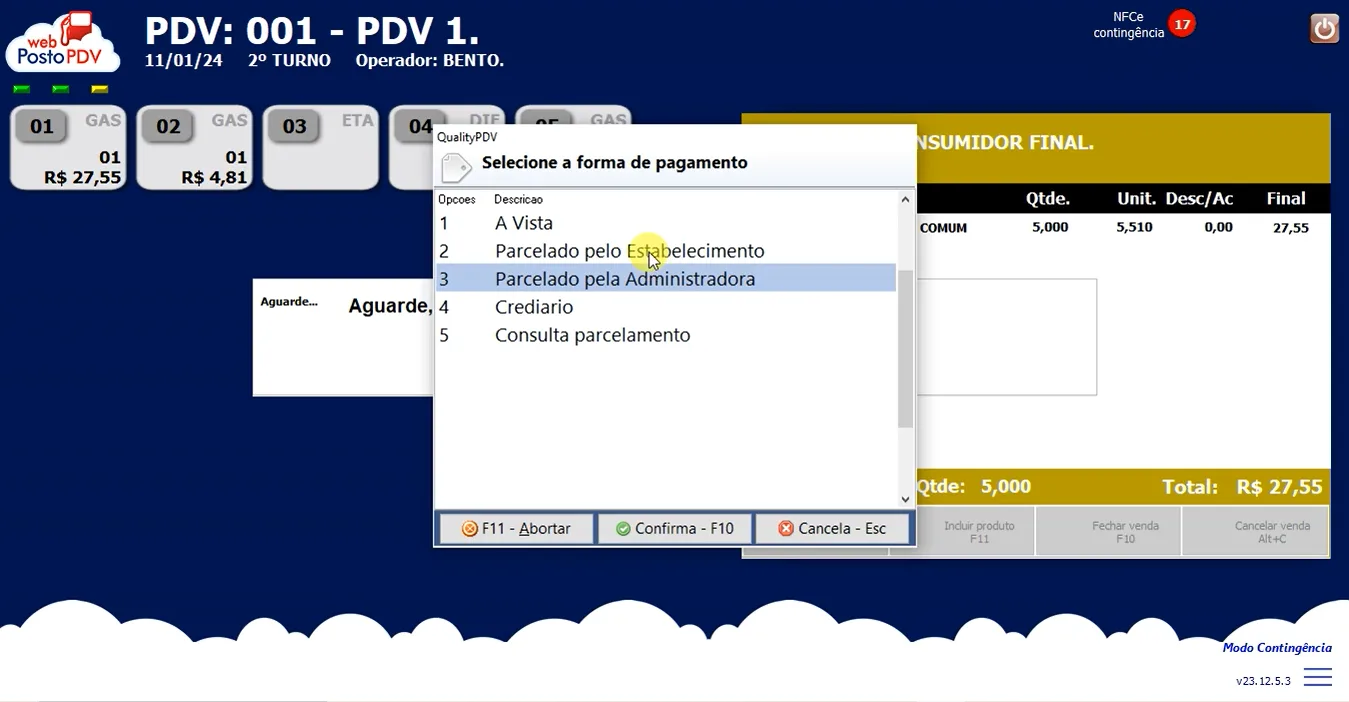 web
PostoPDV
PDV: 001 - PDV 1.
11/01/24 2º TURNO Operador: BENTO.
NFCe
contingência
17
01 GAS
01
R$ 27,55
02 GAS
01
R$ 4,81
03 ETA
04
GAS
QualityPDV
Selecione a forma de pagamento
Opcoes Descricao
1 A Vista
2 Parcelado pelo Estabelecimento
3 Parcelado pela Administradora
4 Crediario
5 Consulta parcelamento
F11 - Abortar
Confirma - F10
Cancela - Esc
Aguarde...
Aguarde,
NSUMIDOR FINAL.
Qtde. Unit. Desc/Ac Final
COMUM 5,000 5,510 0,00 27,55
Qtde: 5,000 Total: R$ 27,55
Incluir produto
F11
Fechar venda
F10
Cancelar venda
Alt+C
Modo Contingência
v23.12.5.3